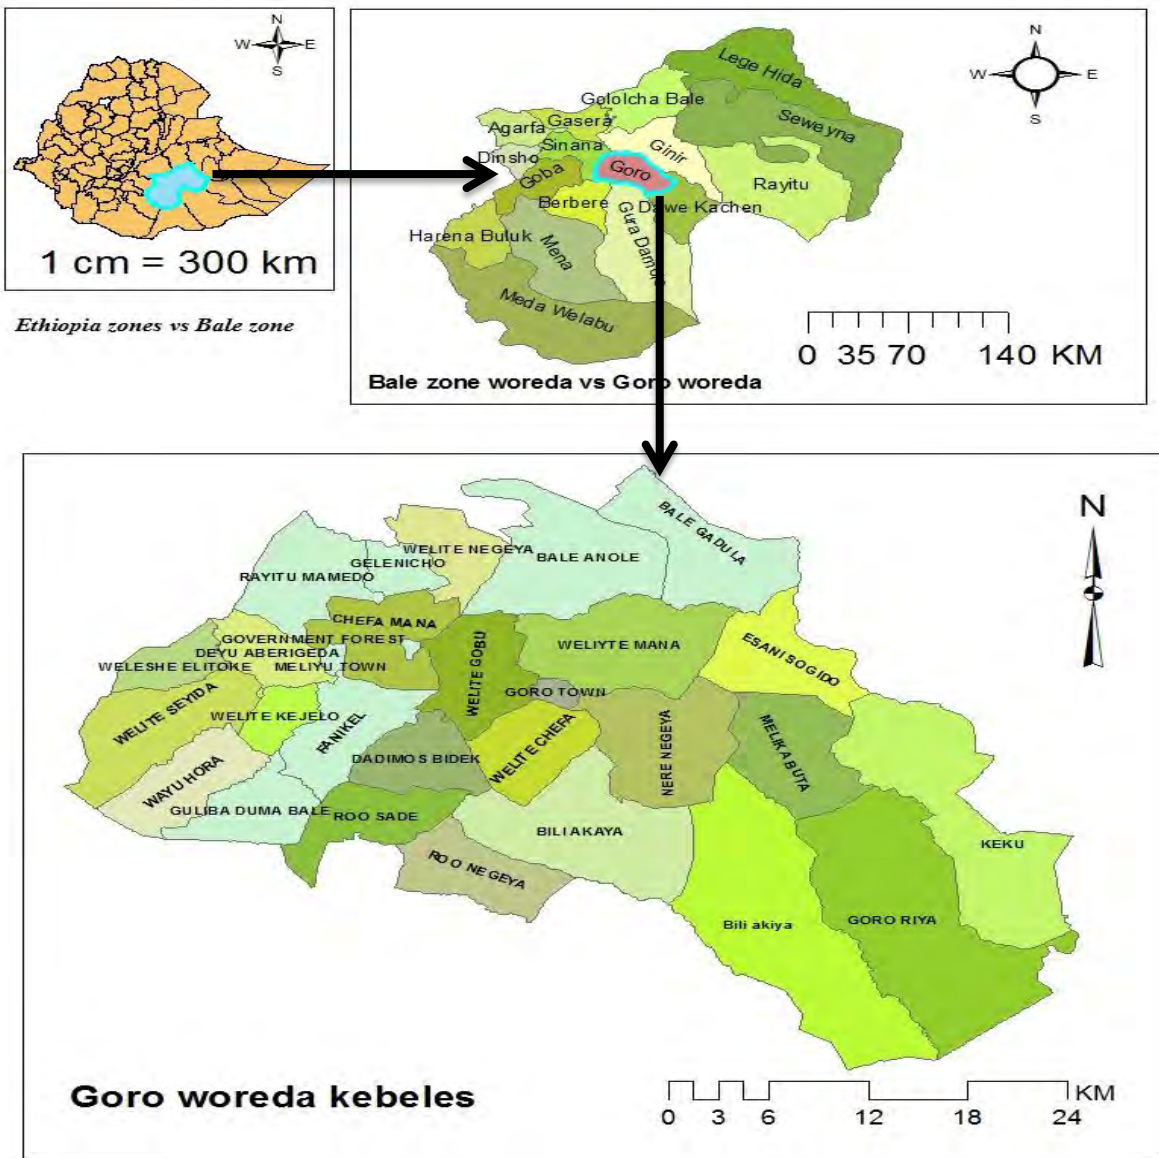 N
W E
S
1 cm = 300 km
Ethiopia zones vs Bale zone
N
W E
S
Lege Hida
Gololcha Bale
Seweyna
Gasera
Agarfa
Sinana
Ginir
Dinsho
Goro
Goba
Rayitu
Berbere
Dawe Kachen
Gura Damole
Harena Buluk
Mena
Meda Welabu
0 35 70 140 KM
Bale zone woreda vs Goro woreda
N
BALE GADULA
WELITE NEGEYA
BALE ANOLE
GELENICHO
RAYITU MAMEDO
CHEFA MANA
GOVERNMENT FOREST
WELIYTE MANA
ESANI SOGIDO
DEYU ABERIGEDA
WELESHE ELITOKE
MELIYU TOWN
WELITE GOBU
GORO TOWN
WELITE SEYIDA
WELITE KEJELO
FANIKEL
WELITE CHEFA
NERE NEGEYA
MELIKA BUTA
DADIMOS BIDEK
WAYU HORA
GULIBA DUMA BALE
ROO SADE
BILI AKAYA
KEKU
ROO NEGEYA
Bili akiya
GORO RIYA
Goro woreda kebeles
KM
0 3 6 12 18 24